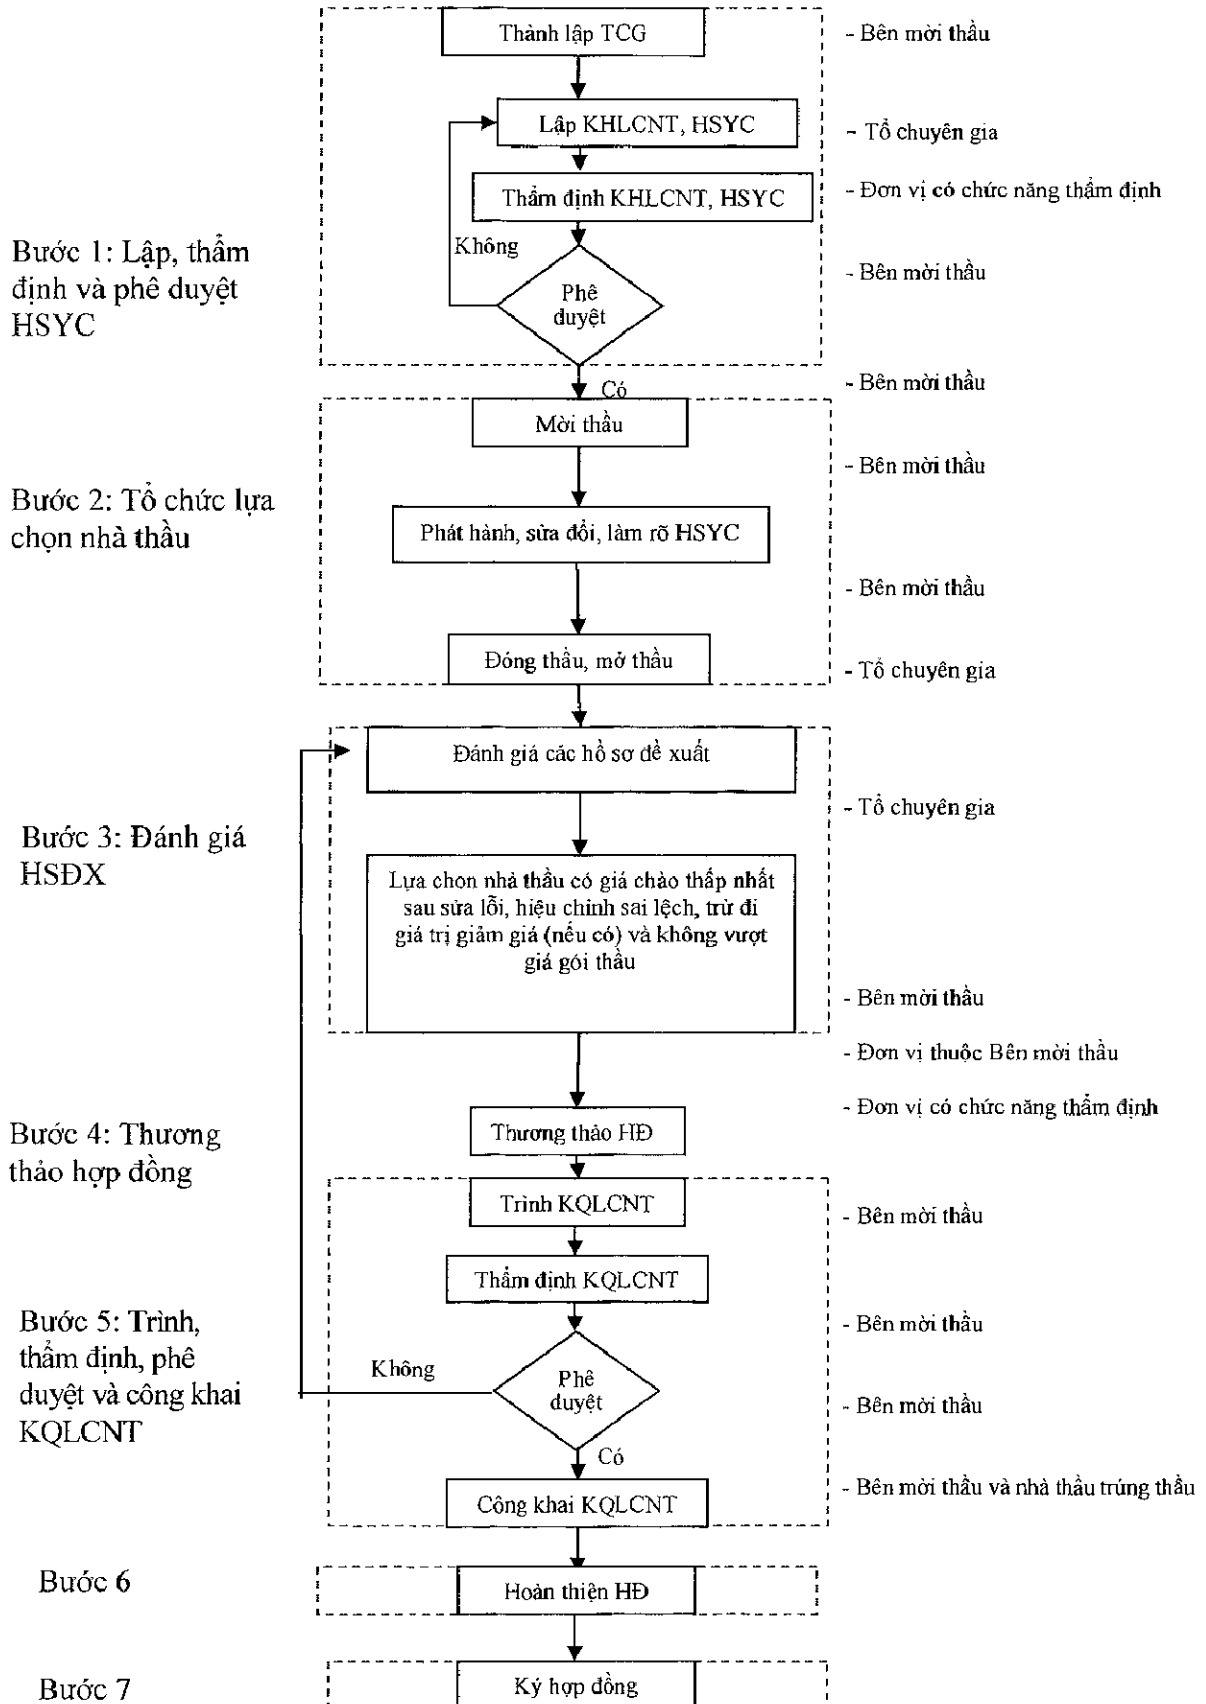 Thành lập TCG
- Bên mời thầu
Lập KHLCNT, HSYC
- Tổ chuyên gia
Thẩm định KHLCNT, HSYC
- Đơn vị có chức năng thẩm định
Không
Bước 1: Lập, thẩm
định và phê duyệt
HSYC
- Bên mời thầu
Phê
duyệt
- Bên mời thầu
Có
Mời thầu
- Bên mời thầu
Bước 2: Tổ chức lựa
chọn nhà thầu
Phát hành, sửa đổi, làm rõ HSYC
- Bên mời thầu
Đóng thầu, mở thầu
- Tổ chuyên gia
Đánh giá các hồ sơ đề xuất
- Tổ chuyên gia
Bước 3: Đánh giá
HSĐX
Lựa chon nhà thầu có giá chào thấp nhất
sau sửa lỗi, hiệu chỉnh sai lệch, trừ đi
giá trị giảm giá (nếu có) và không vượt
giá gói thầu
- Bên mời thầu
- Đơn vị thuộc Bên mời thầu
- Đơn vị có chức năng thẩm định
Bước 4: Thương
thảo hợp đồng
Thương thảo HĐ
Trình KQLCNT
- Bên mời thầu
Thẩm định KQLCNT
Bước 5: Trình,
thẩm định, phê
duyệt và công khai
KQLCNT
- Bên mời thầu
Không
Phê
duyệt
- Bên mời thầu
Có
Công khai KQLCNT
- Bên mời thầu và nhà thầu trúng thầu
Bước 6
Hoàn thiện HĐ
Bước 7
Ký hợp đồng